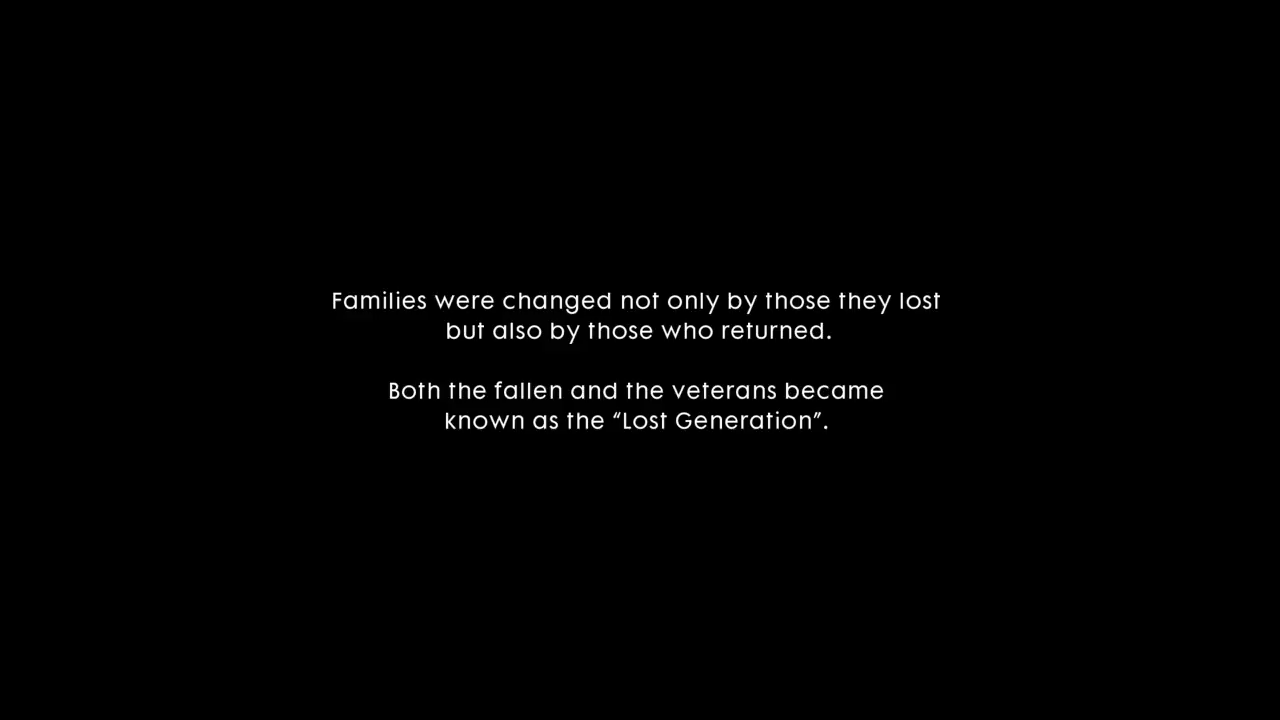 Families were changed not only by those they lost
but also by those who returned.
Both the fallen and the veterans became
known as the “Lost Generation”.